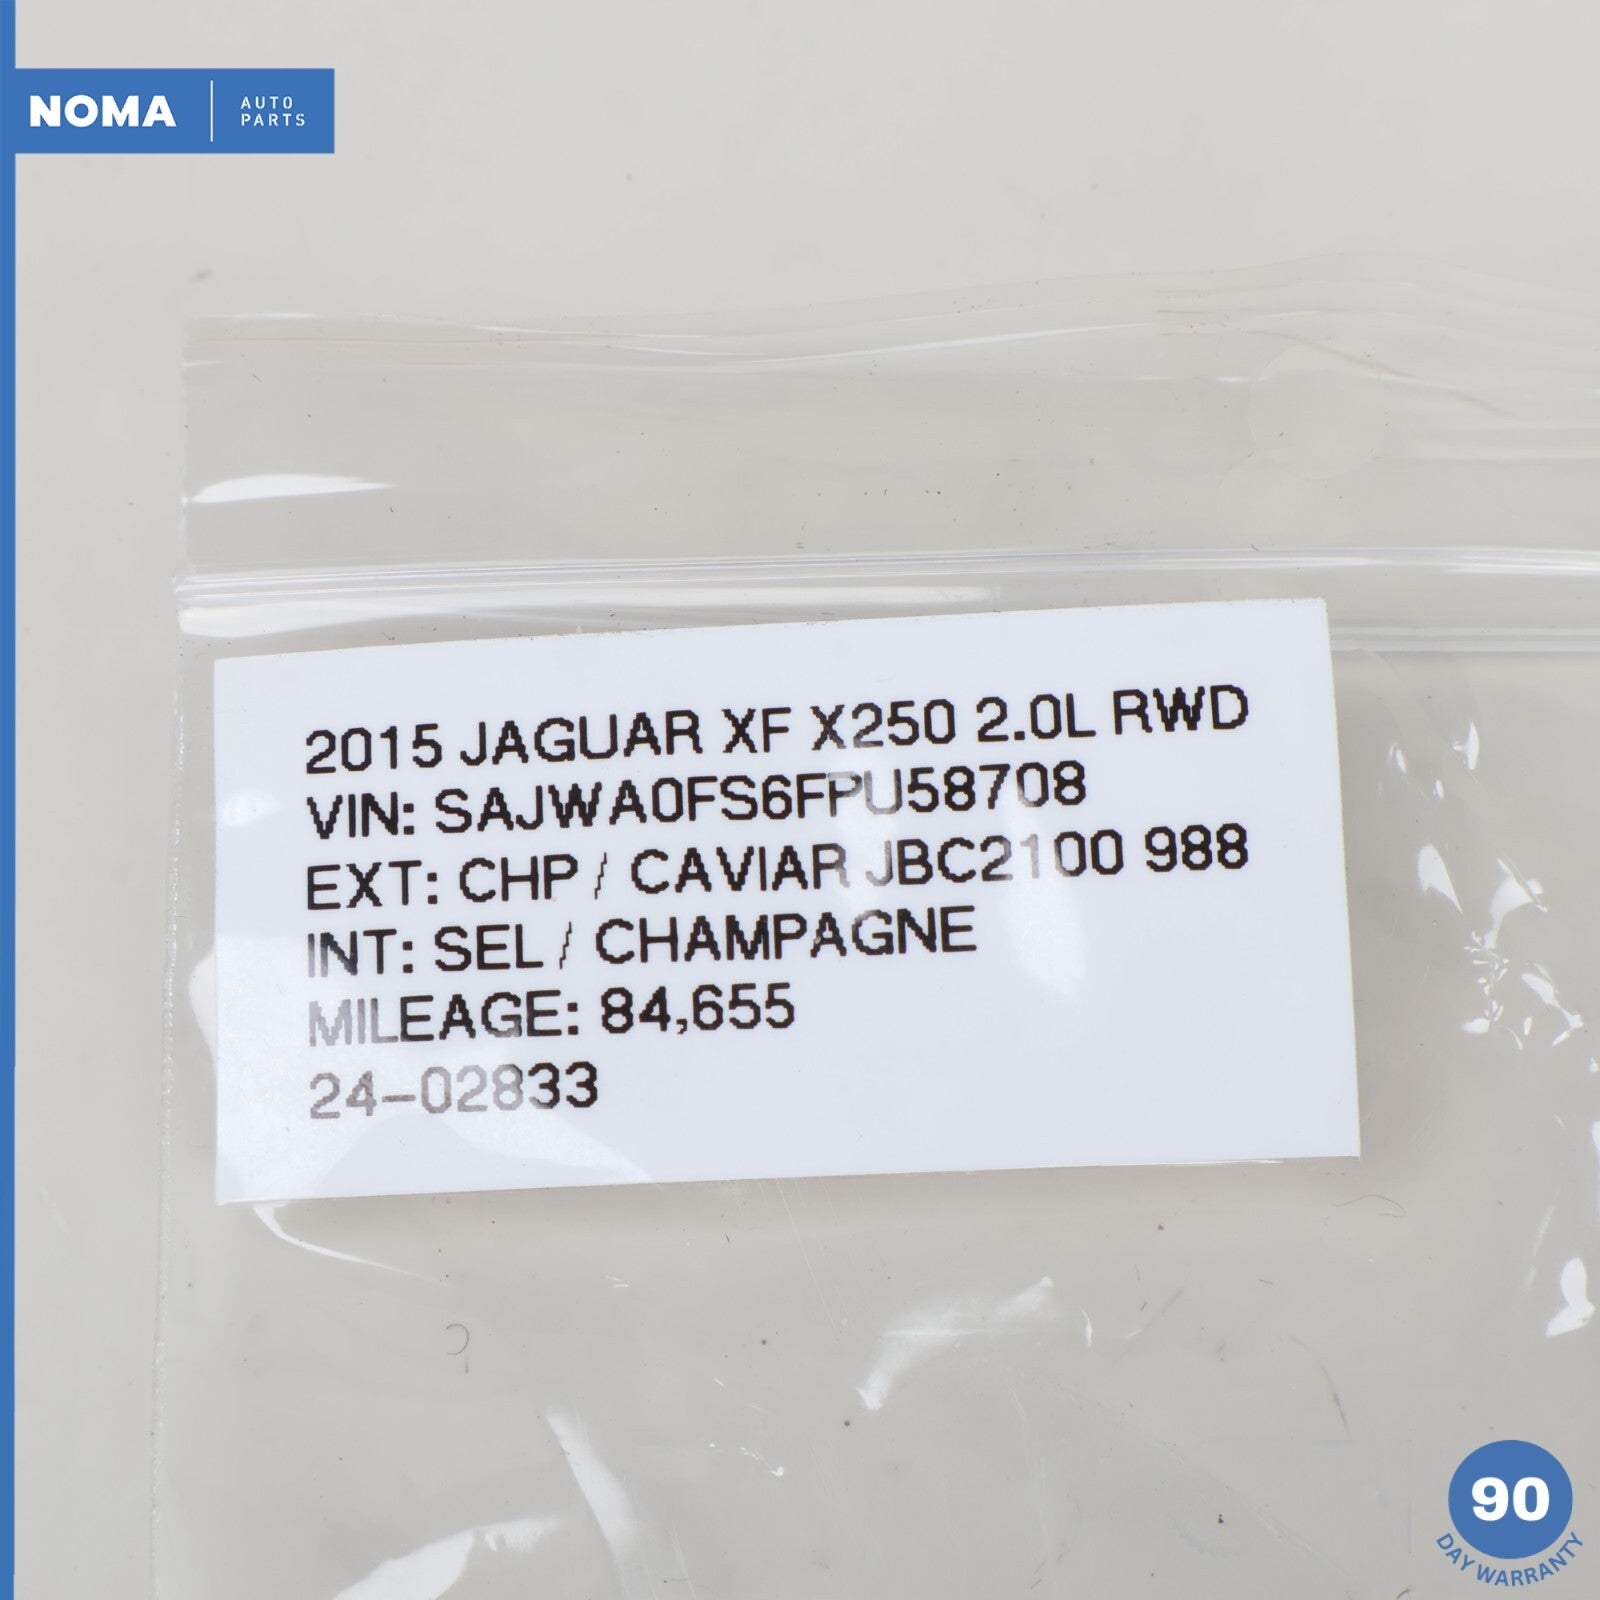 NOMA
AUTO
PARTS
2015 JAGUAR XF X250 2.0L RWD
VIN: SAJWA0FS6FPU58708
EXT: CHP / CAVIAR JBC2100 988
INT: SEL / CHAMPAGNE
MILEAGE: 84,655
24-02833
90
DAY WARRANTY